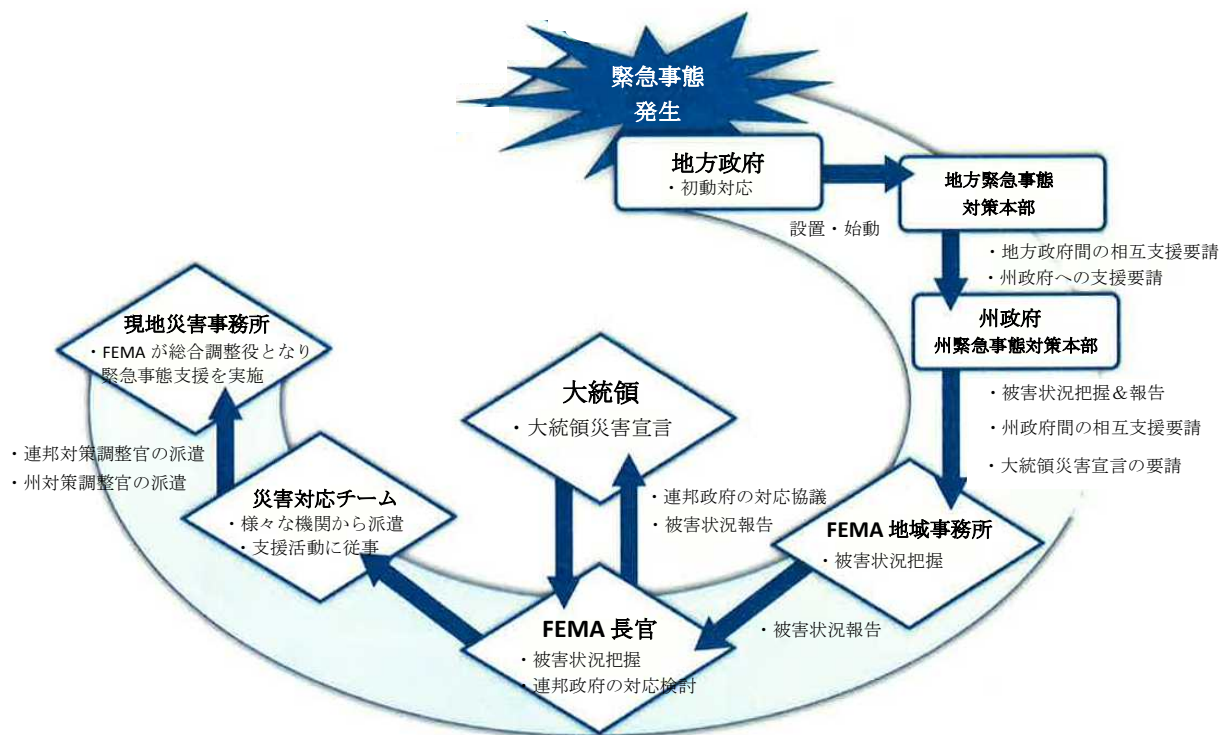 緊急事態
発生
地方政府
・初動対応
設置・始動
地方緊急事態
対策本部
・地方政府間の相互支援要請
・州政府への支援要請
州政府
州緊急事態対策本部
・被害状況把握&報告
・州政府間の相互支援要請
・大統領災害宣言の要請
FEMA 地域事務所
・被害状況把握
・被害状況報告
FEMA 長官
・被害状況把握
・連邦政府の対応検討
・連邦政府の対応協議
・被害状況報告
大統領
・大統領災害宣言
災害対応チーム
・様々な機関から派遣
・支援活動に従事
・連邦対策調整官の派遣
・州対策調整官の派遣
現地災害事務所
・FEMA が総合調整役となり
緊急事態支援を実施